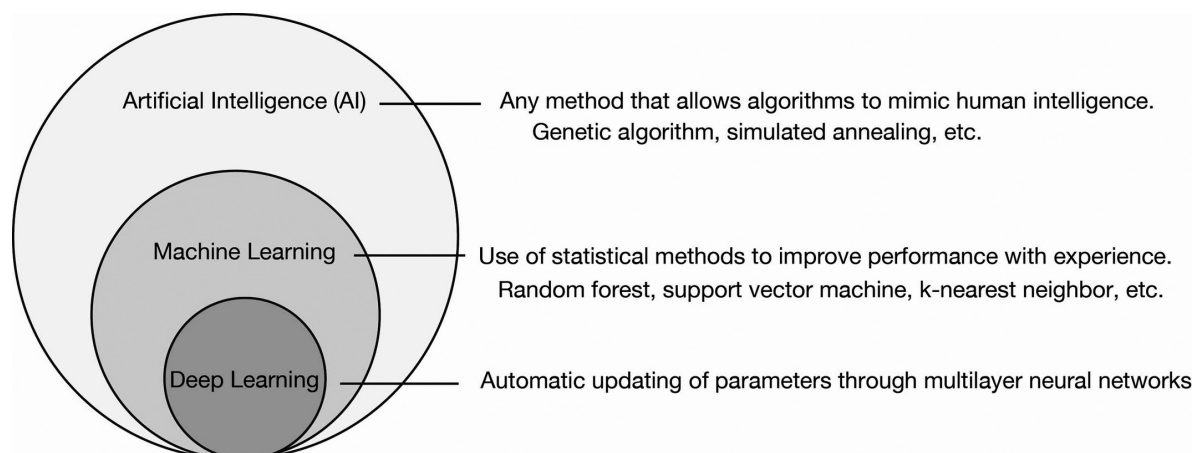 Artificial Intelligence (AI)
Any method that allows algorithms to mimic human intelligence.
Genetic algorithm, simulated annealing, etc.
Machine Learning
Use of statistical methods to improve performance with experience.
Random forest, support vector machine, k-nearest neighbor, etc.
Deep Learning
Automatic updating of parameters through multilayer neural networks